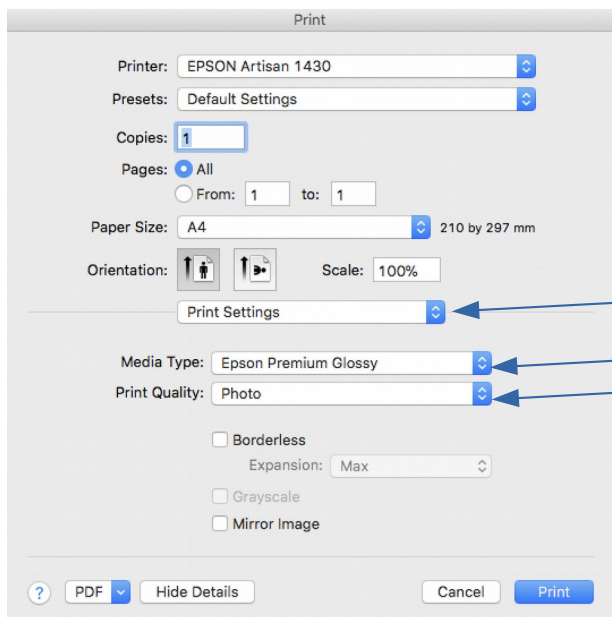 Print
Printer: EPSON Artisan 1430
Presets: Default Settings
Copies: 1
Pages: All
From: 1 to: 1
Paper Size: A4 210 by 297 mm
Orientation: Scale: 100%
Print Settings
Media Type: Epson Premium Glossy
Print Quality: Photo
Borderless
Expansion: Max
Grayscale
Mirror Image
? PDF Hide Details Cancel Print